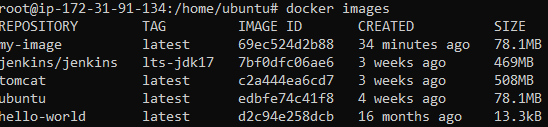 root@ip-172-31-91-134:/home/ubuntu# docker images
REPOSITORY TAG IMAGE ID CREATED SIZE
my-image latest 69ec524d2b88 34 minutes ago 78.1MB
jenkins/jenkins lts-jdk17 7bf0dfc06ae6 3 weeks ago 469MB
tomcat latest c2a444ea6cd7 3 weeks ago 508MB
ubuntu latest edbfe74c41f8 4 weeks ago 78.1MB
hello-world latest d2c94e258dcb 16 months ago 13.3kB